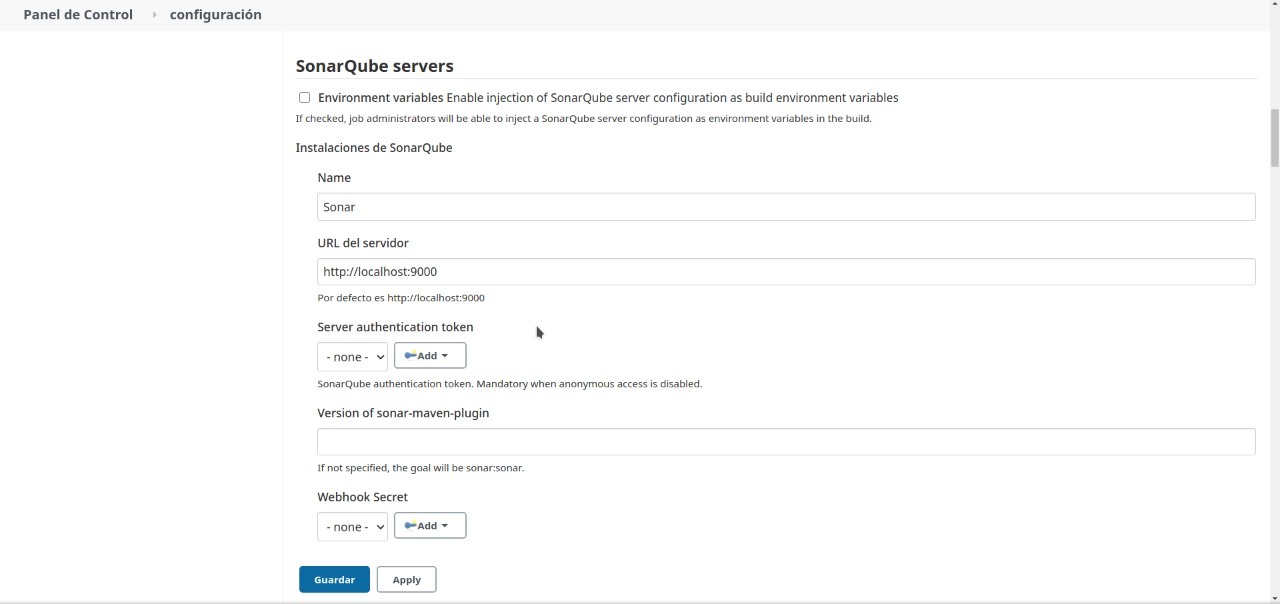 Panel de Control
configuración
SonarQube servers
Environment variables Enable injection of SonarQube server configuration as build environment variables
If checked, job administrators will be able to inject a SonarQube server configuration as environment variables in the build.
Instalaciones de SonarQube
Name
Sonar
URL del servidor
http://localhost:9000
Por defecto es http://localhost:9000
Server authentication token
- none -
Add
SonarQube authentication token. Mandatory when anonymous access is disabled.
Version of sonar-maven-plugin
If not specified, the goal will be sonar:sonar.
Webhook Secret
- none -
Add
Guardar
Apply